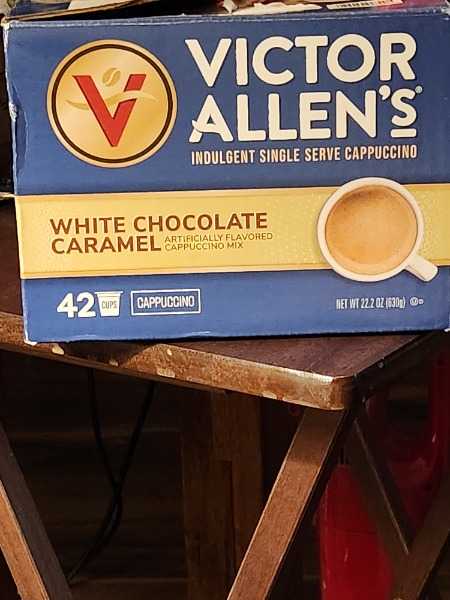 VICTOR
ALLEN'S®
INDULGENT SINGLE SERVE CAPPUCCINO
WHITE CHOCOLATE
CARAMEL ARTIFICIALLY FLAVORED
CAPPUCCINO MIX
42 CUPS CAPPUCCINO
NET WT 22.2 OZ (630g)